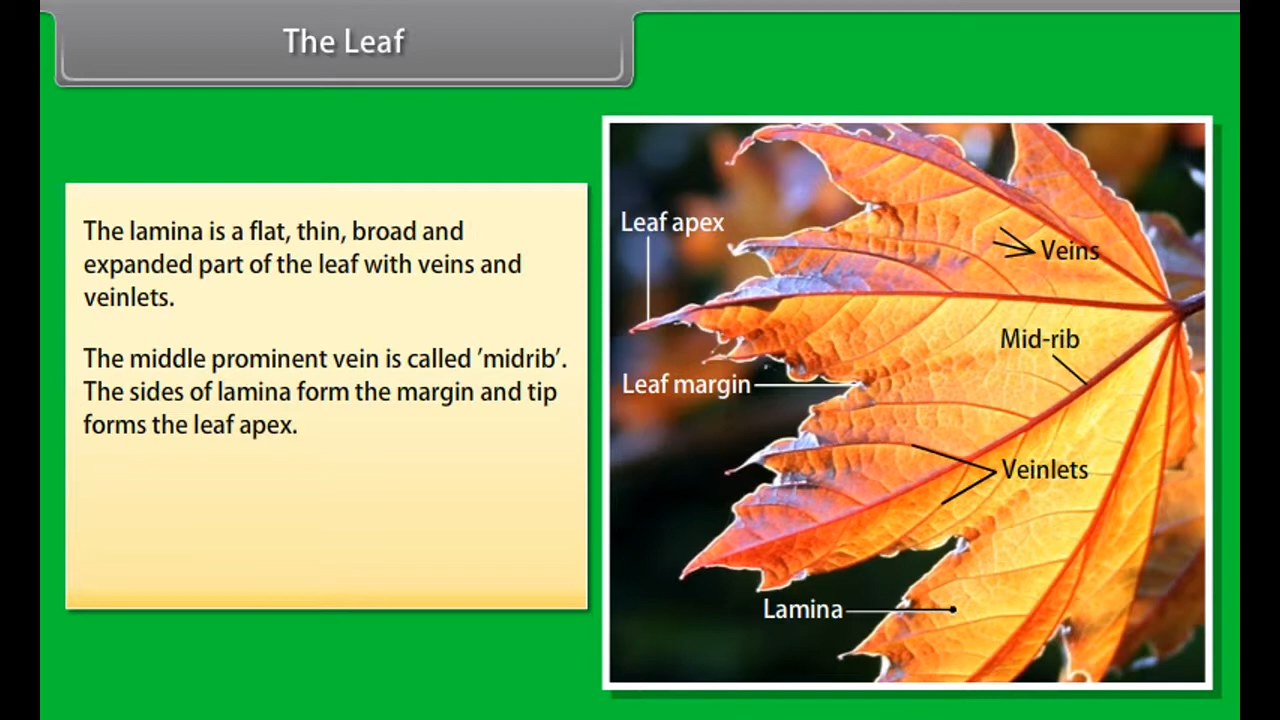 The Leaf
The lamina is a flat, thin, broad and
expanded part of the leaf with veins and
veinlets.
The middle prominent vein is called ’midrib’.
The sides of lamina form the margin and tip
forms the leaf apex.
Leaf apex
Veins
Mid-rib
Leaf margin
Veinlets
Lamina